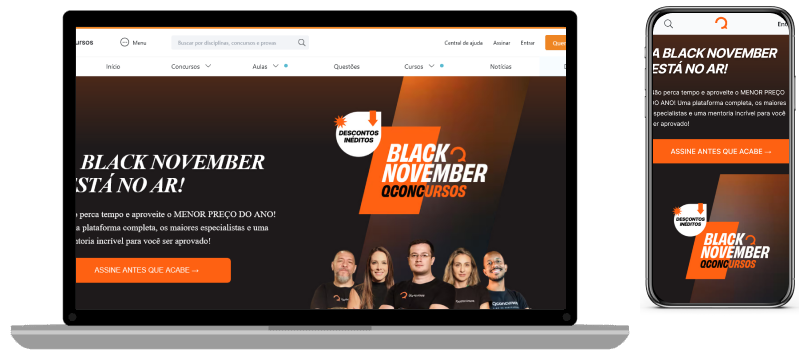 ursos
Menu
Busque por disciplinas, concursos e provas
Central de ajuda
Assinar
Entrar
Início
Concursos
Aulas
Questões
Cursos
Notícias
DESCONTOS
INÉDITOS
BLACK
NOVEMBER
QCONCURSOS
BLACK NOVEMBER
ESTÁ NO AR!
perca tempo e aproveite o MENOR PREÇO DO ANO!
a plataforma completa, os maiores especialistas e uma
ntoria incrível para você ser aprovado!
ASSINE ANTES QUE ACABE →
En
A BLACK NOVEMBER
ESTÁ NO AR!
ão perca tempo e aproveite o MENOR PREÇO
DO ANO! Uma plataforma completa, os maiores
especialistas e uma mentoria incrível para você
ser aprovado!
ASSINE ANTES QUE ACABE →
DESCONTOS
INÉDITOS
BLACK
NOVEMBER
QCONCURSOS